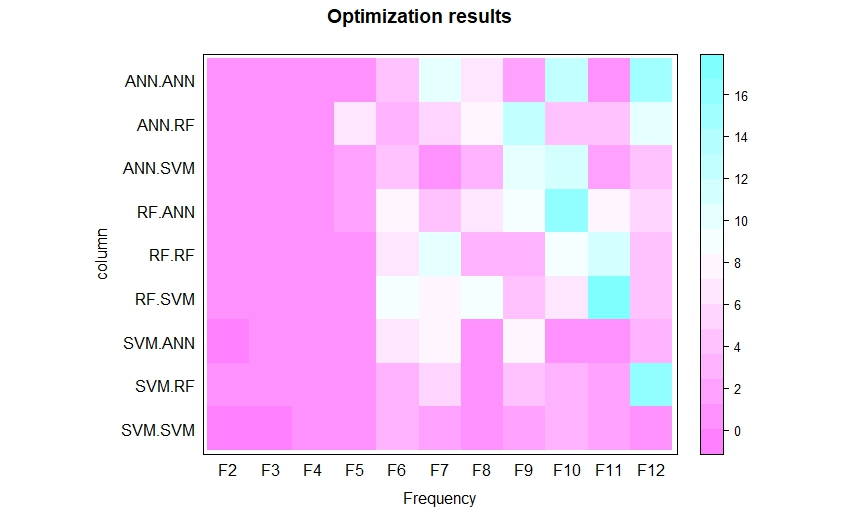 Optimization results
ANN.ANN
ANN.RF
ANN.SVM
RF.ANN
RF.RF
RF.SVM
SVM.ANN
SVM.RF
SVM.SVM
column
F2 F3 F4 F5 F6 F7 F8 F9 F10 F11 F12
Frequency
16
14
12
10
8
6
4
2
0